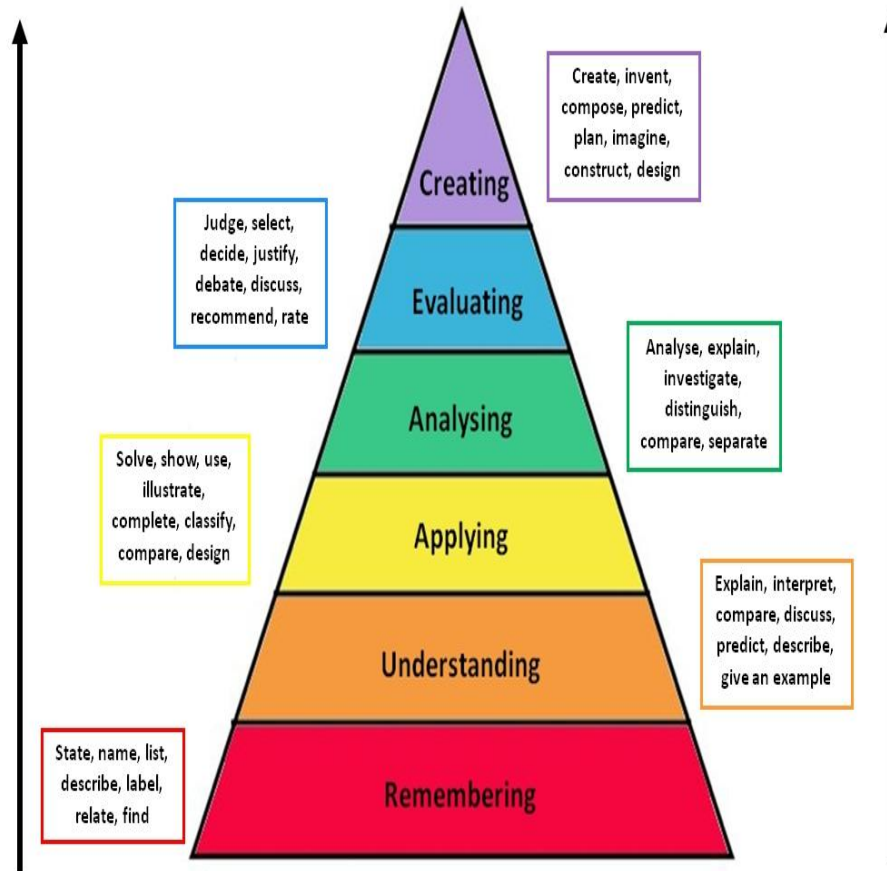 Create, invent,
compose, predict,
plan, imagine,
construct, design
Creating
Judge, select,
decide, justify,
debate, discuss,
recommend, rate
Evaluating
Analyse, explain,
investigate,
distinguish,
compare, separate
Analysing
Solve, show, use,
illustrate,
complete, classify,
compare, design
Applying
Explain, interpret,
compare, discuss,
predict, describe,
give an example
Understanding
State, name, list,
describe, label,
relate, find
Remembering